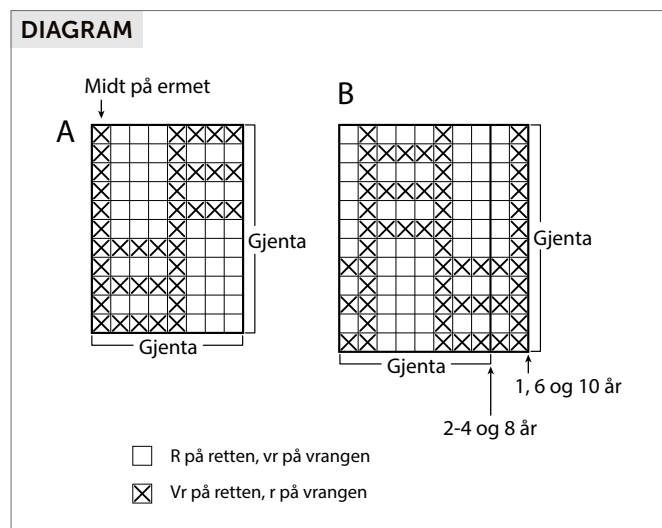 DIAGRAM
Midt på ermet
A
Gjenta
Gjenta
B
Gjenta
Gjenta
1, 6 og 10 år
2-4 og 8 år
R på retten, vr på vrangen
Vr på retten, r på vrangen